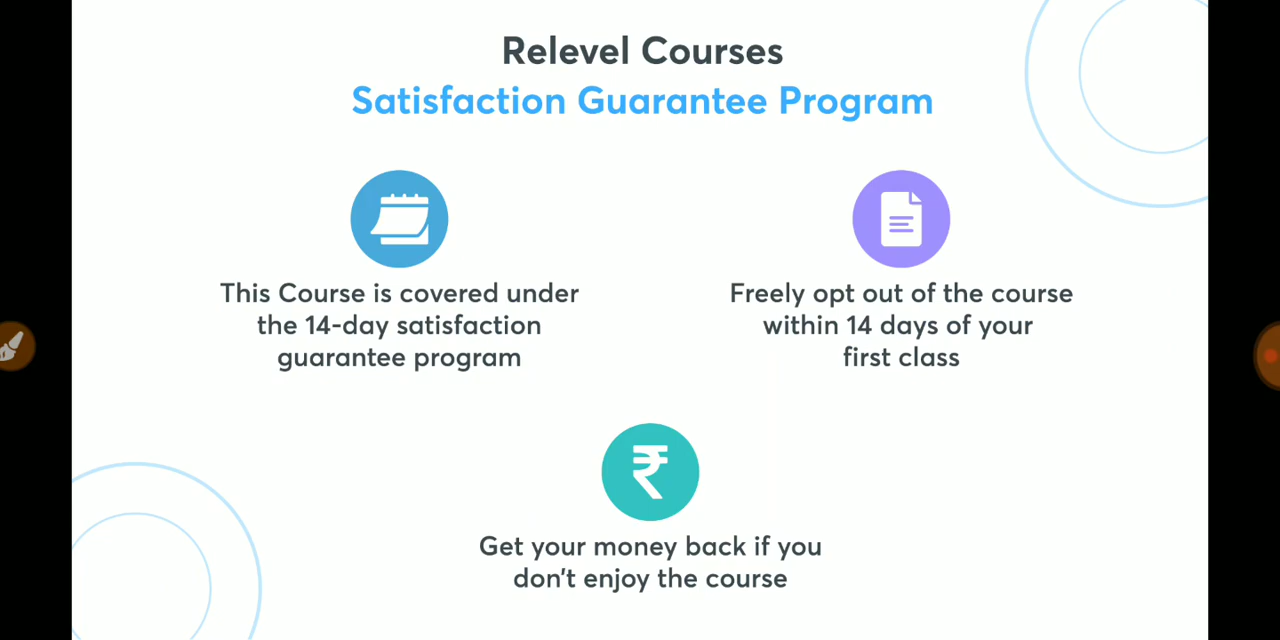 Relevel Courses
Satisfaction Guarantee Program
This Course is covered under
the 14-day satisfaction
guarantee program
Freely opt out of the course
within 14 days of your
first class
₹
Get your money back if you
don't enjoy the course